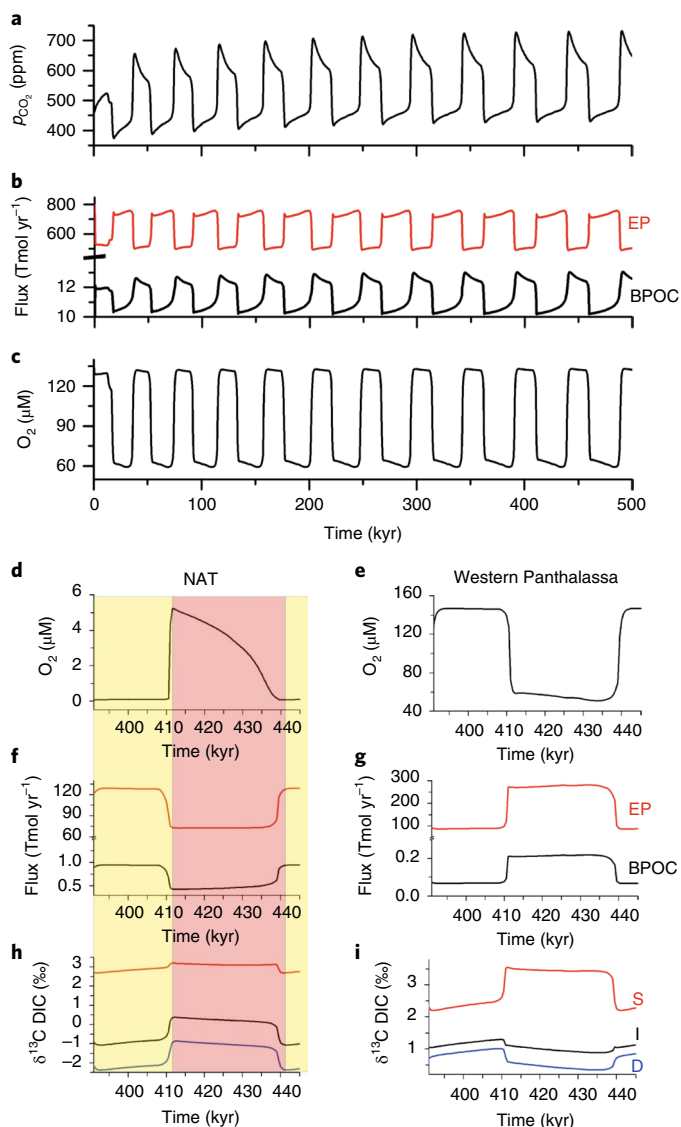 a
700
600
500
400
pCO2 (ppm)
b
800
600
12
10
Flux (Tmol yr−1)
EP
BPOC
c
120
90
60
O2 (μM)
0 100 200 300 400 500
Time (kyr)
d
NAT
6
4
2
0
O2 (μM)
400 410 420 430 440
Time (kyr)
e
Western Panthalassa
160
120
80
40
O2 (μM)
400 410 420 430 440
Time (kyr)
f
120
90
60
1.0
0.5
Flux (Tmol yr−1)
400 410 420 430 440
Time (kyr)
g
300
200
100
0.2
0.0
Flux (Tmol yr−1)
EP
BPOC
400 410 420 430 440
Time (kyr)
h
3
2
0
−1
−2
δ13C DIC (‰)
400 410 420 430 440
Time (kyr)
i
3
2
1
δ13C DIC (‰)
S
I
D
400 410 420 430 440
Time (kyr)